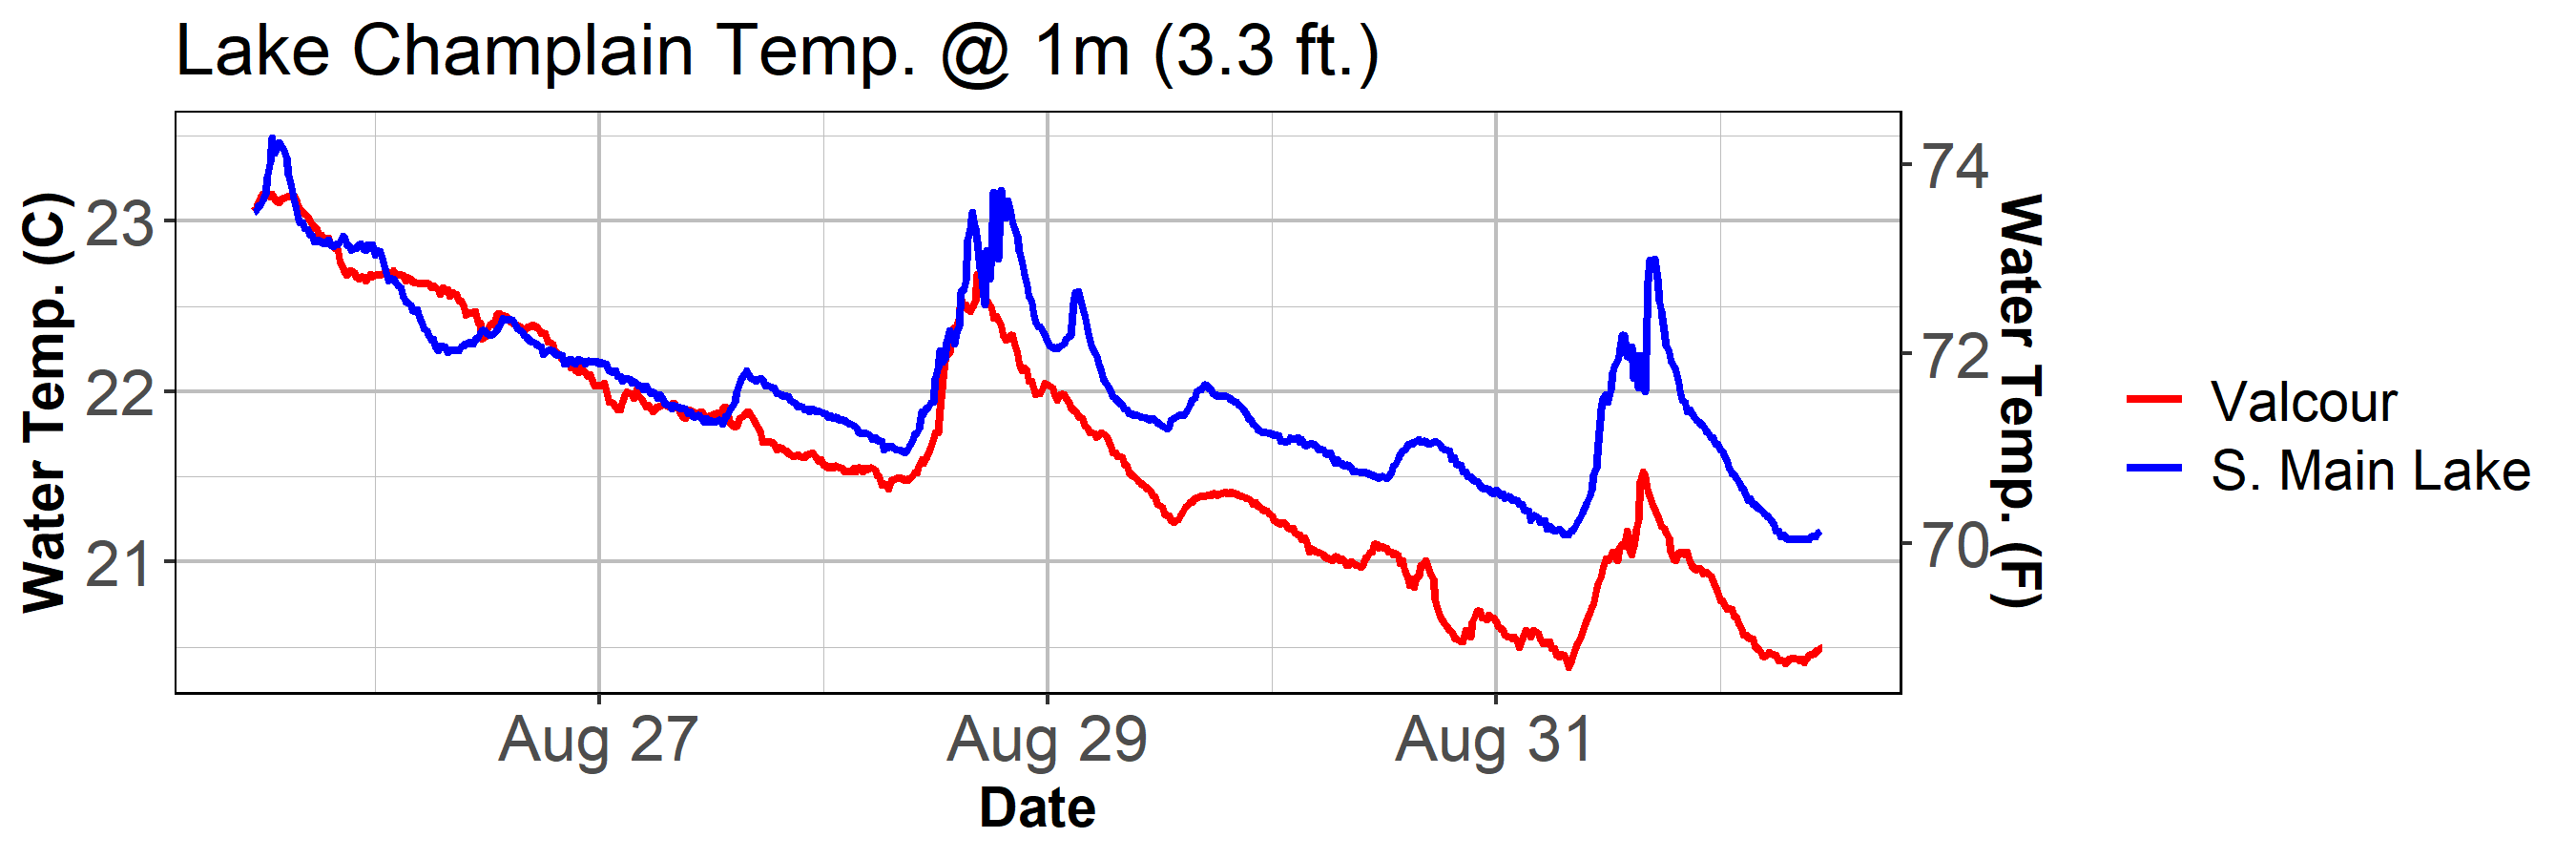 Lake Champlain Temp. @ 1m (3.3 ft.)
Water Temp. (C)
23
22
21
74
72
70
Water Temp. (F)
Aug 27
Aug 29
Aug 31
Date
Valcour
S. Main Lake